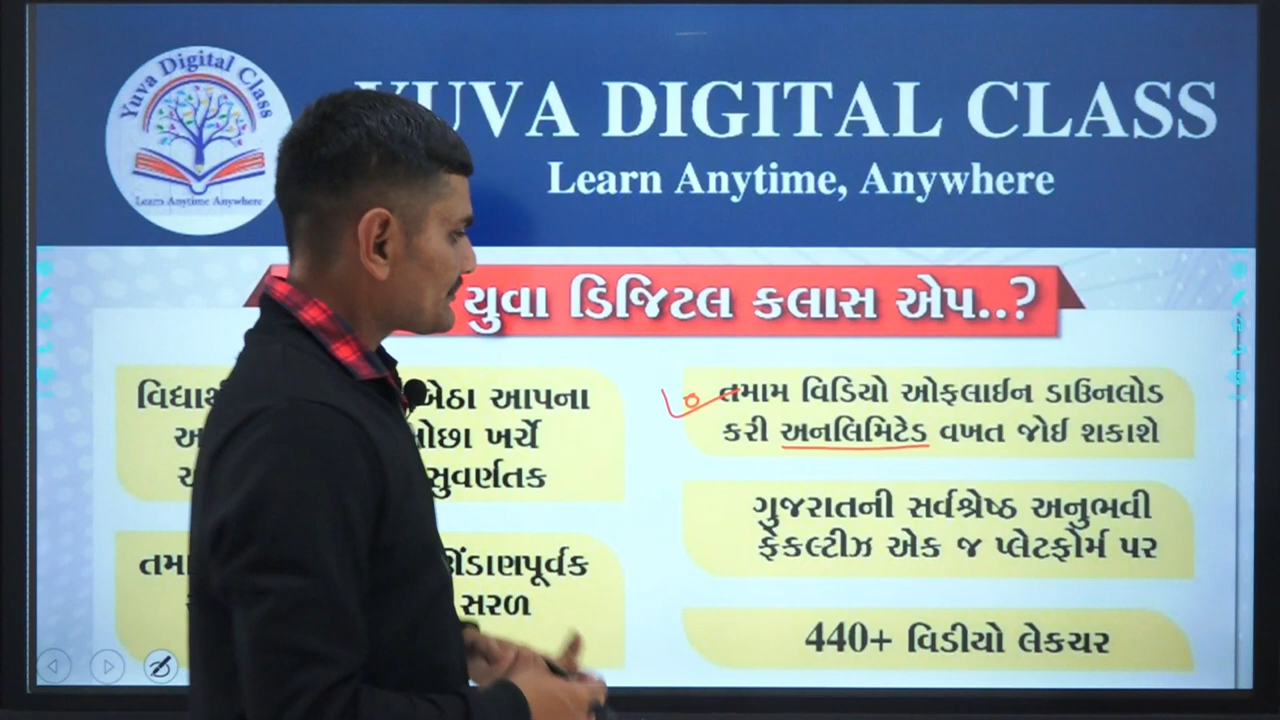 Yuva Digital Class
Learn Anytime Anywhere
YUVA DIGITAL CLASS
Learn Anytime, Anywhere
યુવા ડિજિટલ કલાસ એપ..?
આપના
ઓછા ખર્ચે
સુવર્ણતક
ઊંડાણપૂર્વક
સરળ
તમામ વિડિયો ઓફલાઈન ડાઉનલોડ
કરી અનલિમિટેડ વખત જોઈ શકાશે
ગુજરાતની સર્વશ્રેષ્ઠ અનુભવી
ફેકલ્ટીઝ એક જ પ્લેટફોર્મ પર
440+ વિડીયો લેકચર